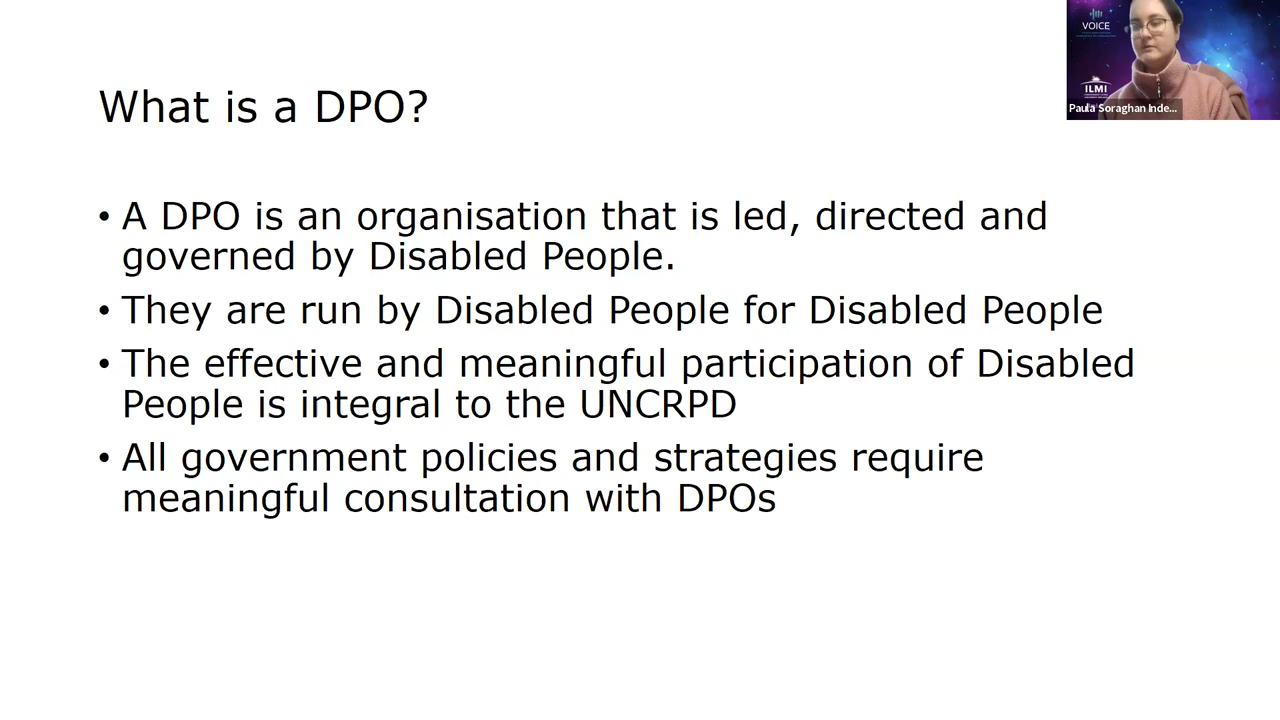 VOICE
What is a DPO?
ILMI
Paula Soraghan Inde...
• A DPO is an organisation that is led, directed and
governed by Disabled People.
• They are run by Disabled People for Disabled People
• The effective and meaningful participation of Disabled
People is integral to the UNCRPD
• All government policies and strategies require
meaningful consultation with DPOs